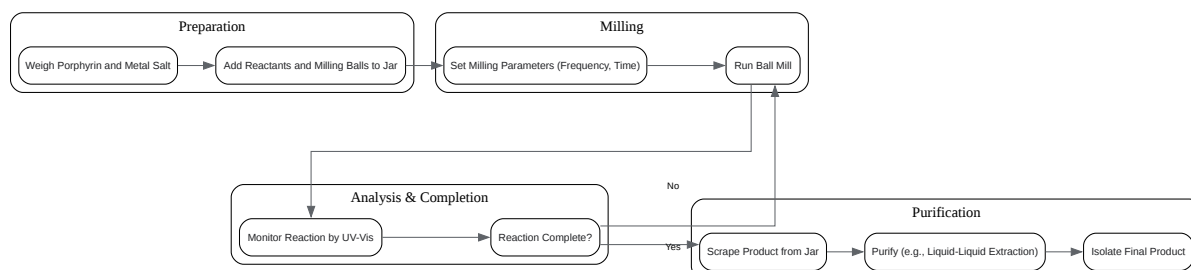 Preparation
Weigh Porphyrin and Metal Salt
Add Reactants and Milling Balls to Jar
Milling
Set Milling Parameters (Frequency, Time)
Run Ball Mill
Analysis & Completion
Monitor Reaction by UV-Vis
Reaction Complete?
No
Yes
Purification
Scrape Product from Jar
Purify (e.g., Liquid-Liquid Extraction)
Isolate Final Product